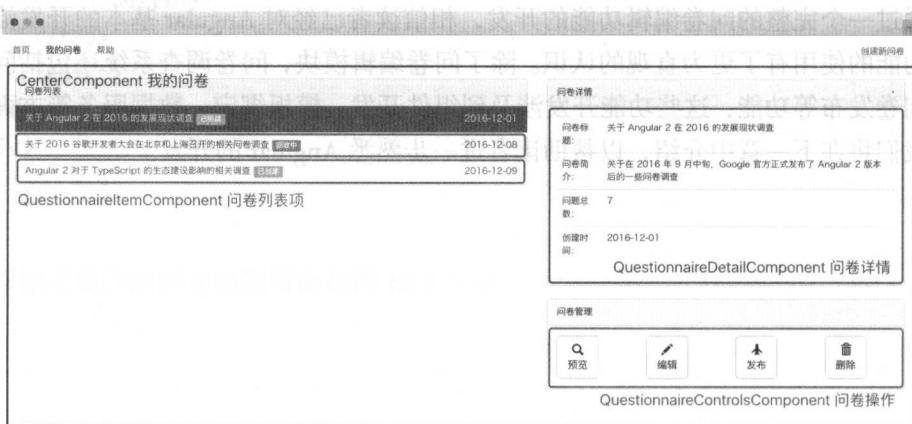 首页 我的问卷 帮助 创建新问卷
CenterComponent 我的问卷
问卷列表
关于 Angular 2 在 2016 的发展现状调查 2016-12-01
关于 2016 谷歌开发者大会在北京和上海召开的相关问卷调查 2016-12-08
Angular 2 对于 TypeScript 的生态建设影响的相关调查 已创建 2016-12-09
QuestionnaireItemComponent 问卷列表项
问卷详情
问卷标题: 关于 Angular 2 在 2016 的发展现状调查
问卷简介: 关于在 2016 年 9 月中旬，Google 官方正式发布了 Angular 2 版本
后的一些问卷调查
问题总数: 7
创建时间: 2016-12-01
QuestionnaireDetailComponent 问卷详情
问卷管理
预览 编辑 发布 删除
QuestionnaireControlsComponent 问卷操作